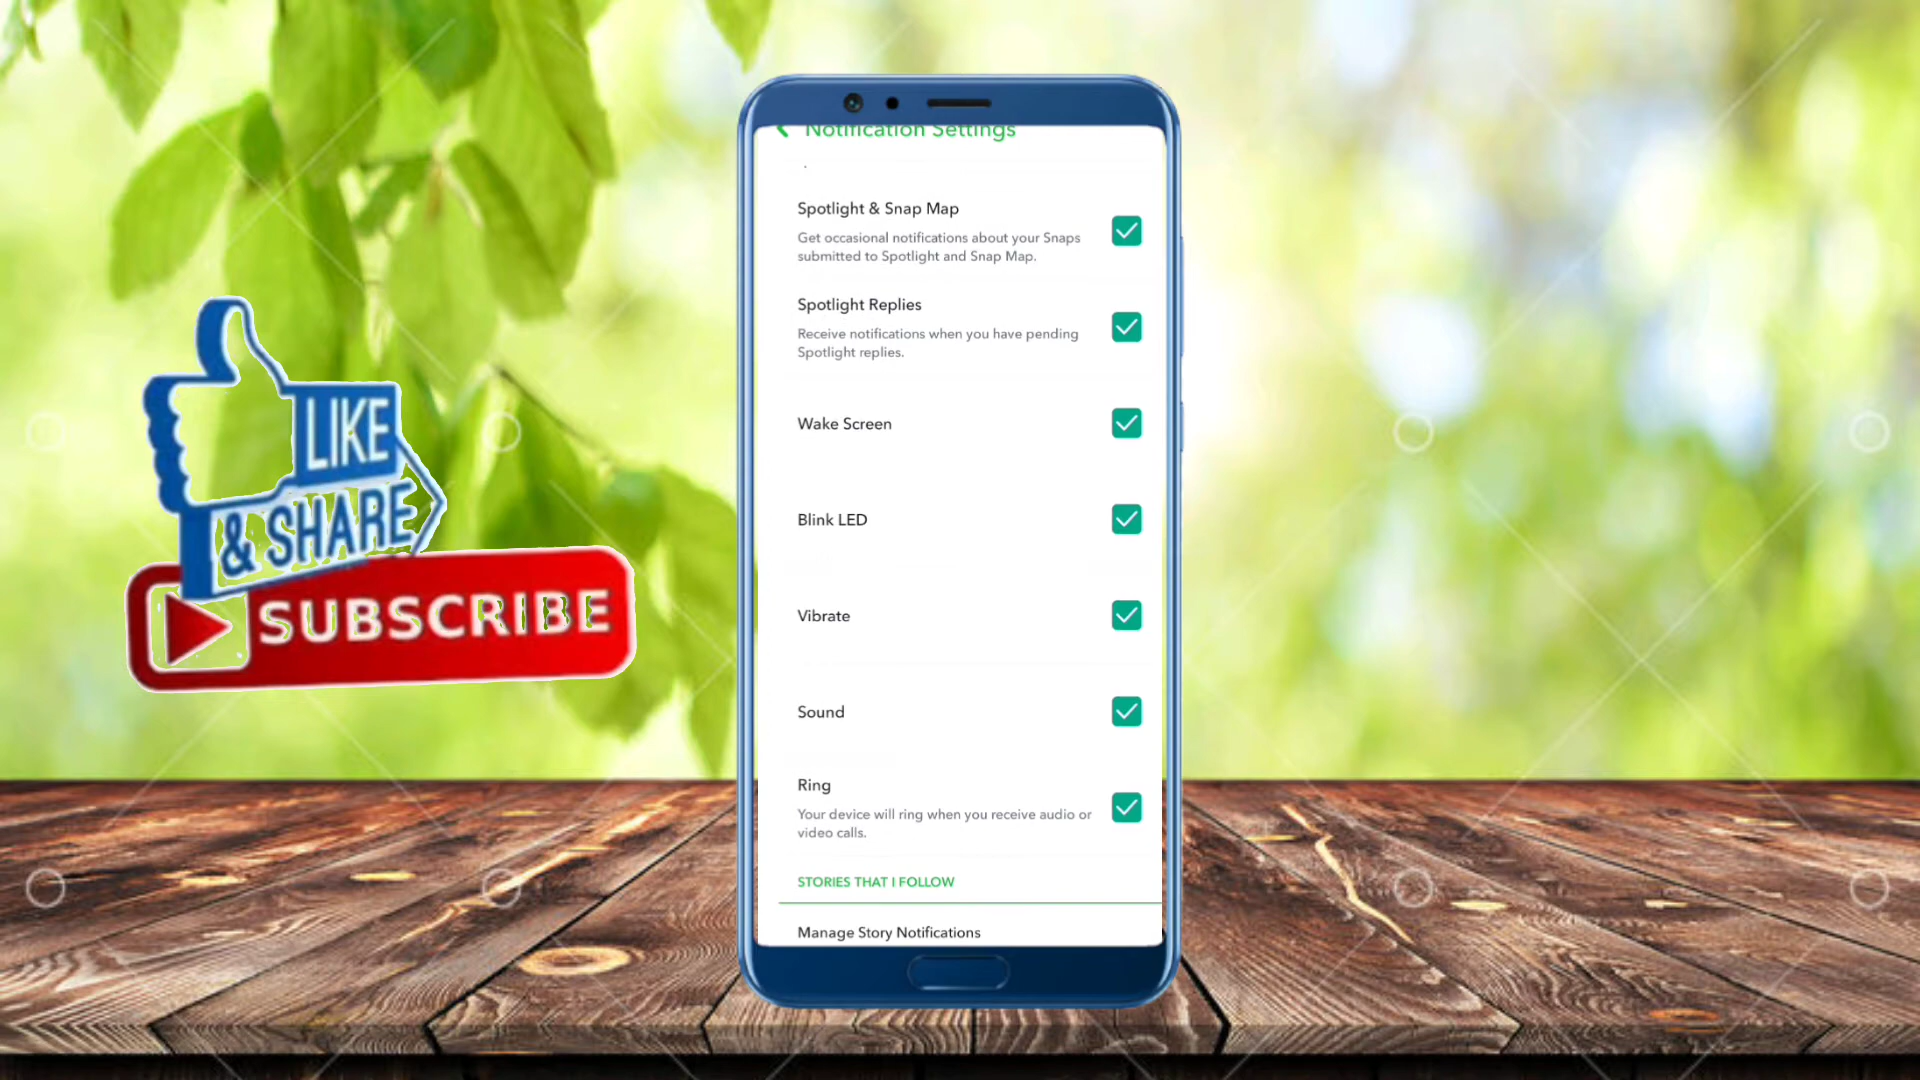 Notification Settings
Spotlight & Snap Map
Get occasional notifications about your Snaps
submitted to Spotlight and Snap Map.
Spotlight Replies
Receive notifications when you have pending
Spotlight replies.
Wake Screen
Blink LED
Vibrate
Sound
Ring
Your device will ring when you receive audio or
video calls.
STORIES THAT I FOLLOW
Manage Story Notifications
LIKE
& SHARE
SUBSCRIBE